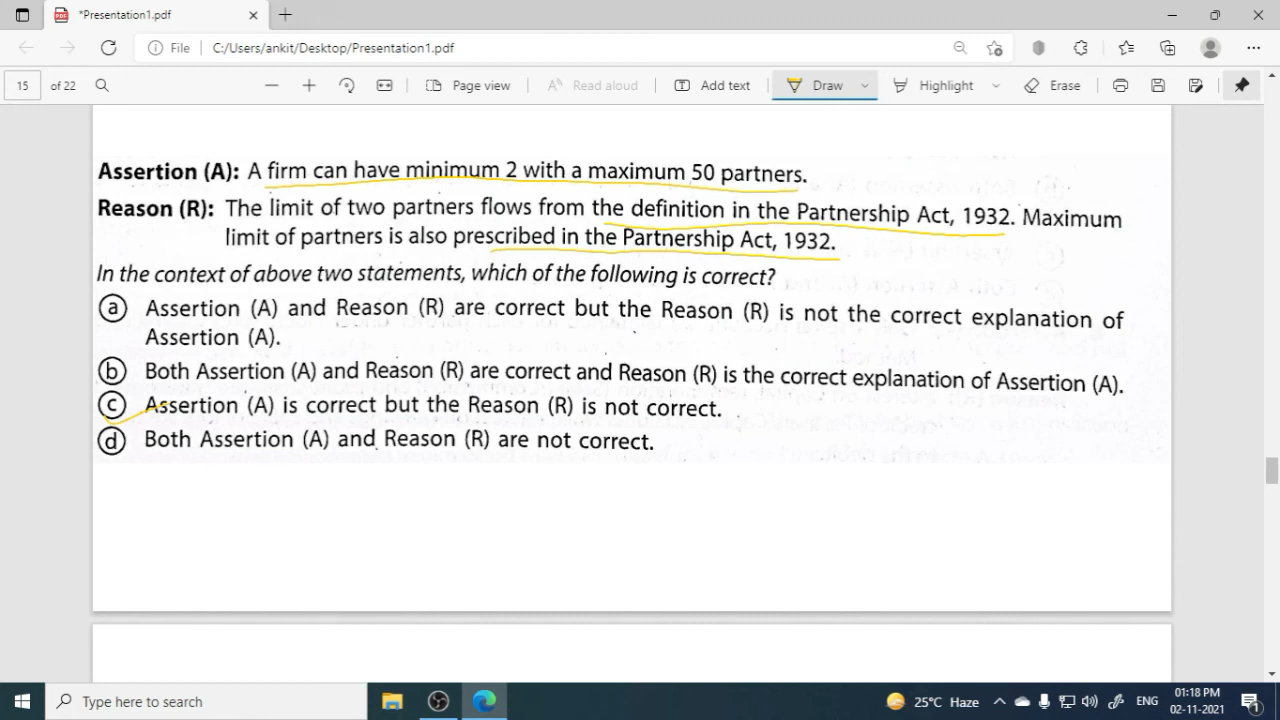 *Presentation1.pdf
File C:/Users/ankit/Desktop/Presentation1.pdf
15 of 22 Page view Read aloud Add text Draw Highlight Erase
Assertion (A): A firm can have minimum 2 with a maximum 50 partners.
Reason (R): The limit of two partners flows from the definition in the Partnership Act, 1932. Maximum
limit of partners is also prescribed in the Partnership Act, 1932.
In the context of above two statements, which of the following is correct?
a Assertion (A) and Reason (R) are correct but the Reason (R) is not the correct explanation of
Assertion (A).
b Both Assertion (A) and Reason (R) are correct and Reason (R) is the correct explanation of Assertion (A).
c Assertion (A) is correct but the Reason (R) is not correct.
d Both Assertion (A) and Reason (R) are not correct.
Type here to search 25°C Haze ENG 01:18 PM
02-11-2021 1